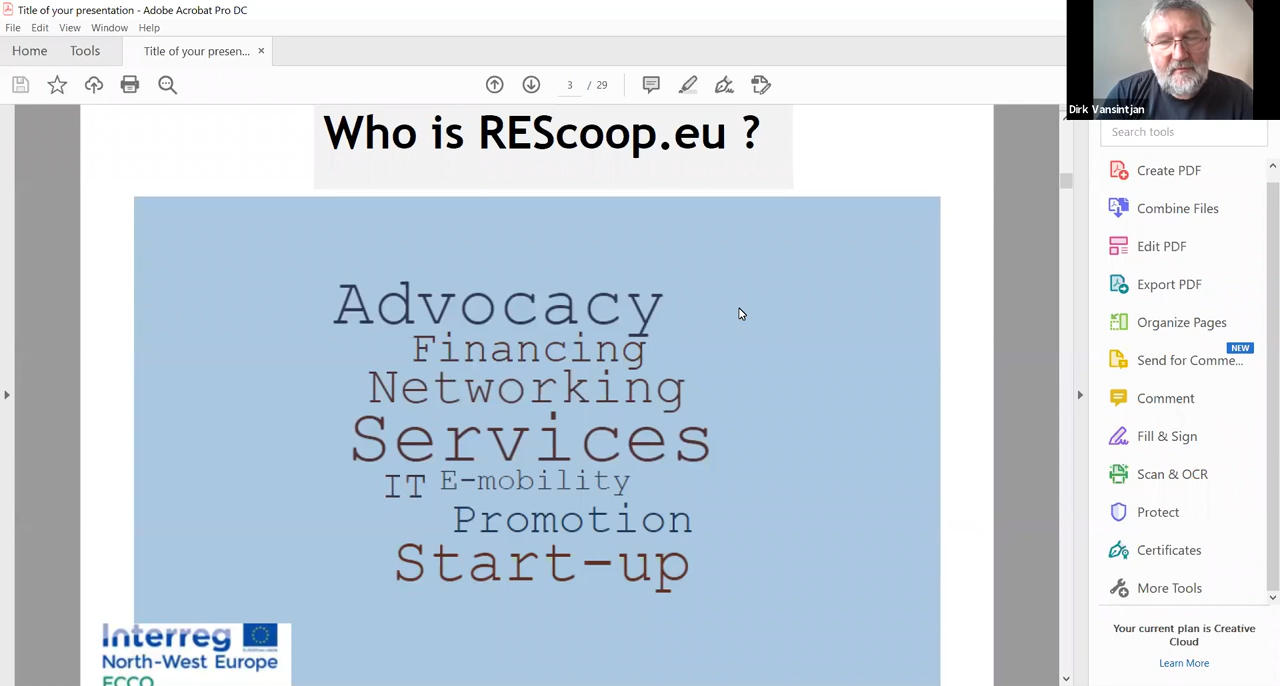 Title of your presentation - Adobe Acrobat Pro DC
File Edit View Window Help
Home Tools Title of your presen... ×
3 / 29
Dirk Vansintjan
Search tools
Create PDF
Combine Files
Edit PDF
Export PDF
Organize Pages
NEW
Send for Comme...
Comment
Fill & Sign
Scan & OCR
Protect
Certificates
More Tools
Your current plan is Creative
Cloud
Learn More
Who is REScoop.eu ?
Advocacy
Financing
Networking
Services
IT E-mobility
Promotion
Start-up
Interreg
North-West Europe
ECCO